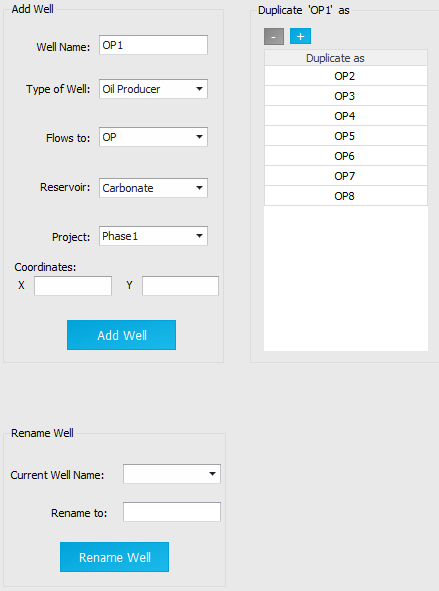 Add Well
Well Name: OP1
Type of Well: Oil Producer
Flows to: OP
Reservoir: Carbonate
Project: Phase1
Coordinates:
X Y
Add Well
Duplicate 'OP1' as
- +
Duplicate as
OP2
OP3
OP4
OP5
OP6
OP7
OP8
Rename Well
Current Well Name:
Rename to:
Rename Well